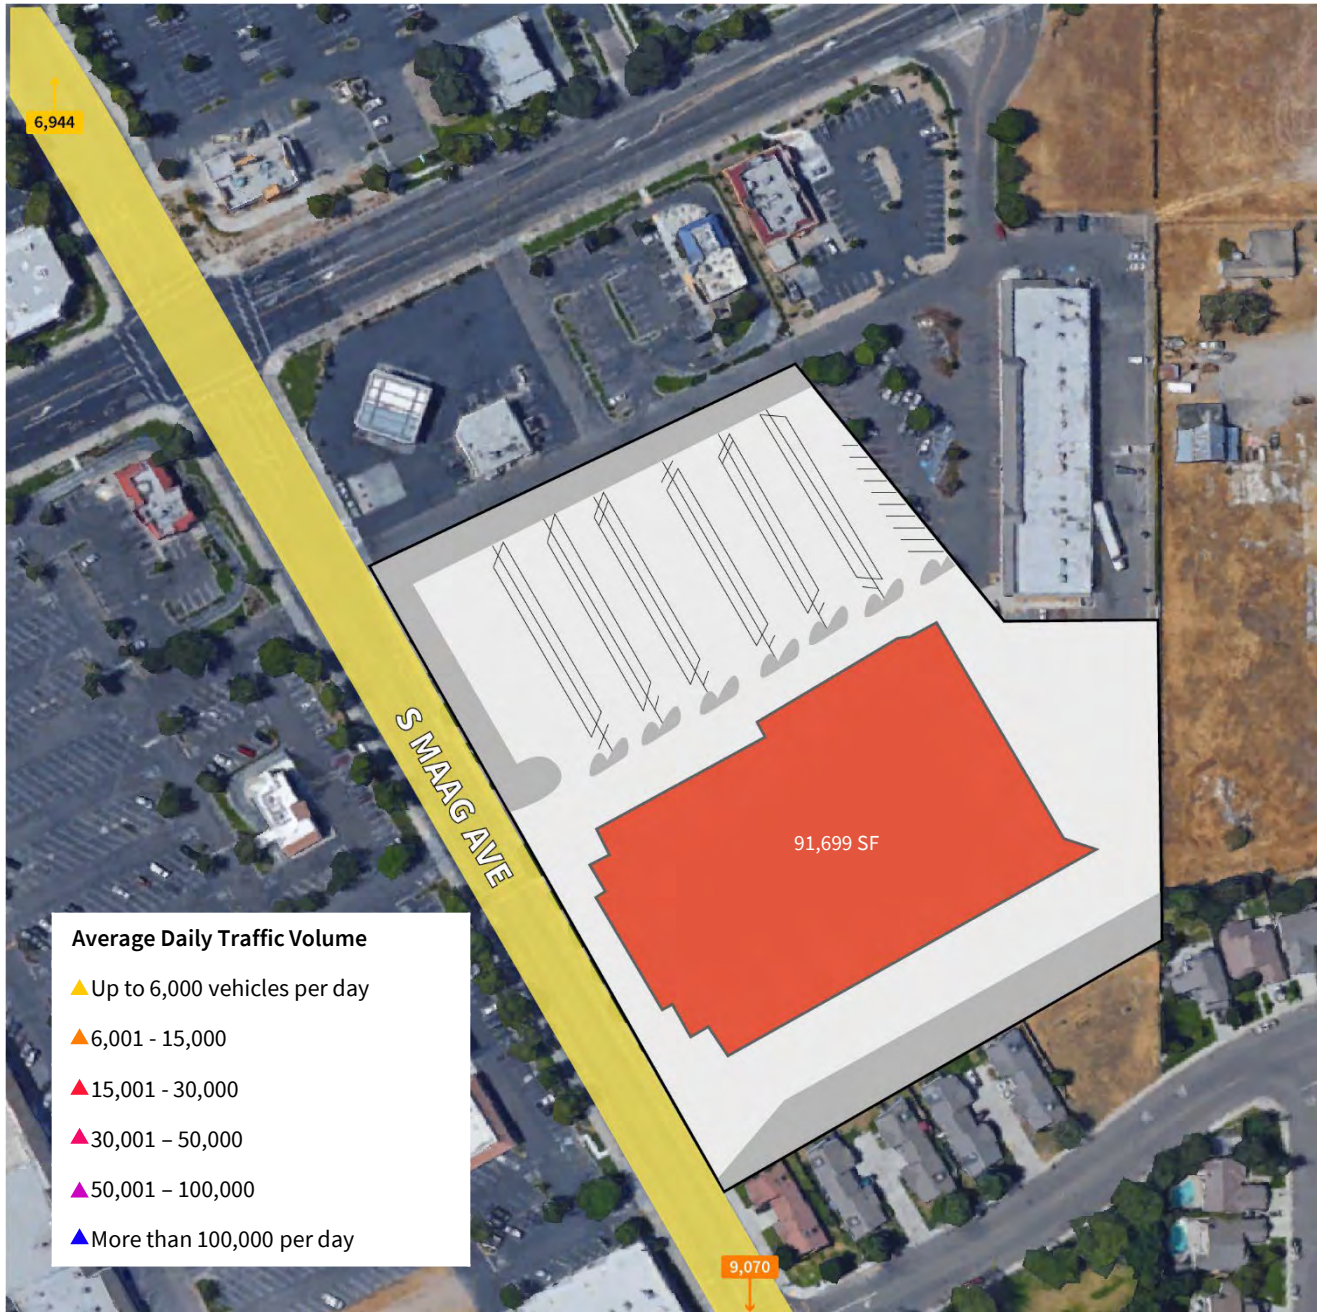 6,944
S MAAG AVE
91,699 SF
Average Daily Traffic Volume
Up to 6,000 vehicles per day
6,001 - 15,000
15,001 - 30,000
30,001 – 50,000
50,001 – 100,000
More than 100,000 per day
9,070